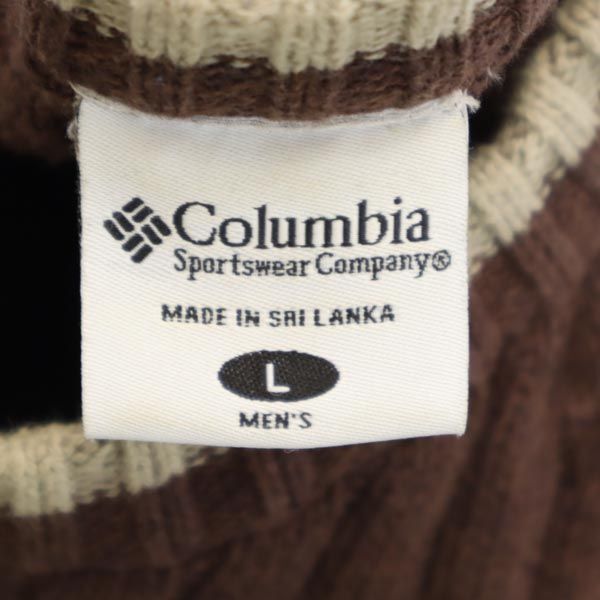 Columbia
Sportswear Company®
MADE IN SRI LANKA
L
MEN'S